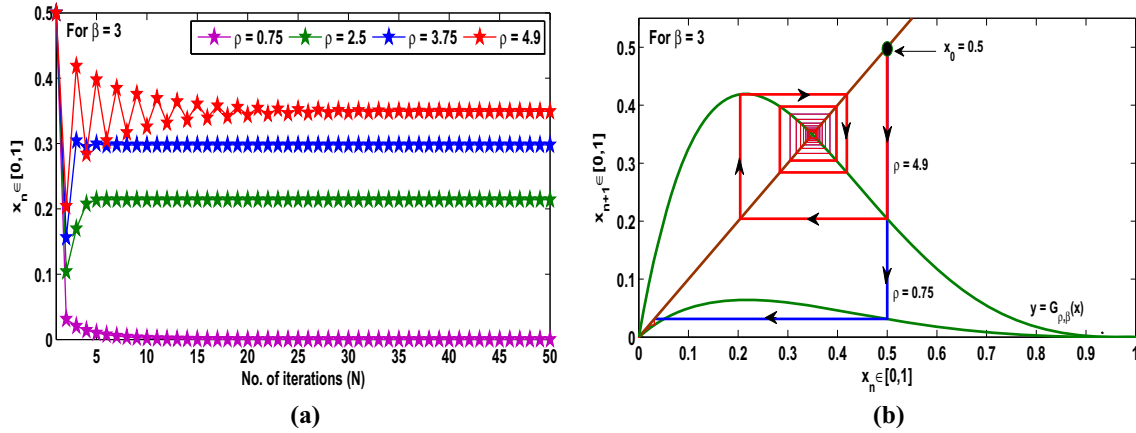 For β = 3
ρ = 0.75
ρ = 2.5
ρ = 3.75
ρ = 4.9
0.5
0.4
0.3
0.2
0.1
0
5
10
15
20
25
30
35
40
45
50
x_n∈[0,1]
No. of iterations (N)
(a)
For β = 3
x_0 = 0.5
ρ = 4.9
ρ = 0.75
y = G_ρ,β(x)
0.5
0.4
0.3
0.2
0.1
0
0
0.1
0.2
0.3
0.4
0.5
0.6
0.7
0.8
0.9
1
x_n+1∈[0,1]
x_n∈[0,1]
(b)